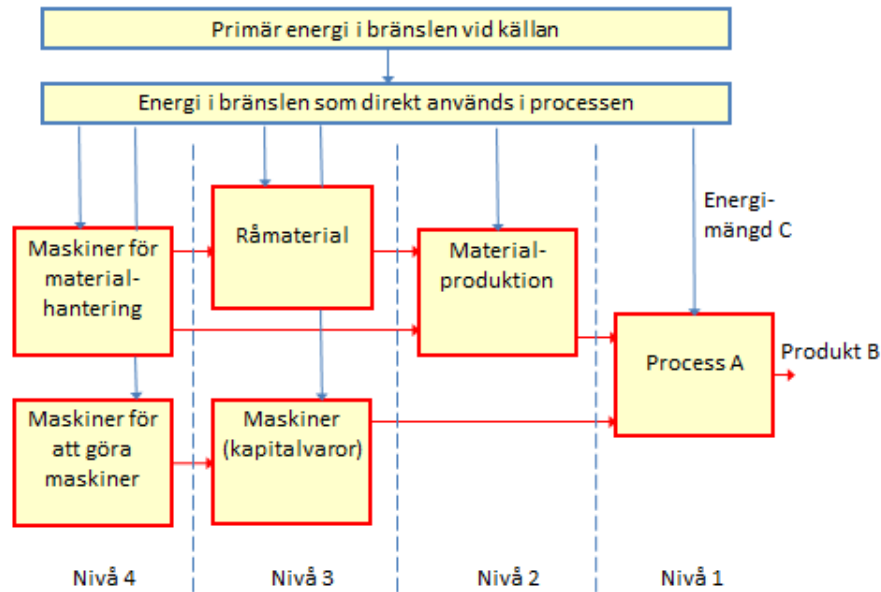 Primär energi i bränslen vid källan
Energi i bränslen som direkt används i processen
Maskiner för
material-
hantering
Råmaterial
Material-
produktion
Energi-
mängd C
Process A
Produkt B
Maskiner för
att göra
maskiner
Maskiner
(kapitalvaror)
Nivå 4
Nivå 3
Nivå 2
Nivå 1